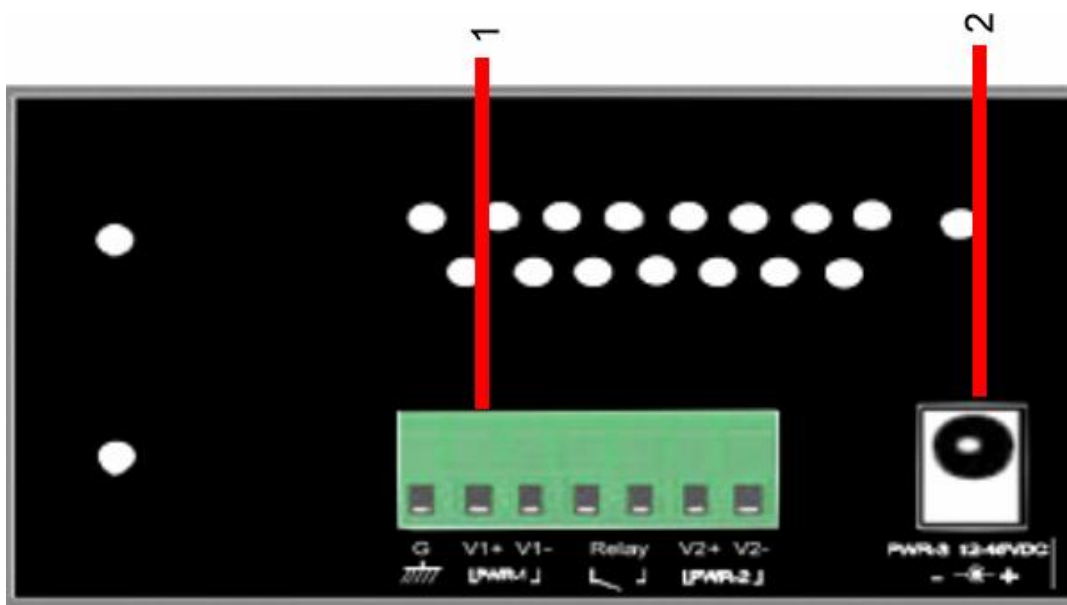 1 2
G V1+ V1- Relay V2+ V2- PWR-3 12-48VDC
PWR-1 PWR-2 - +